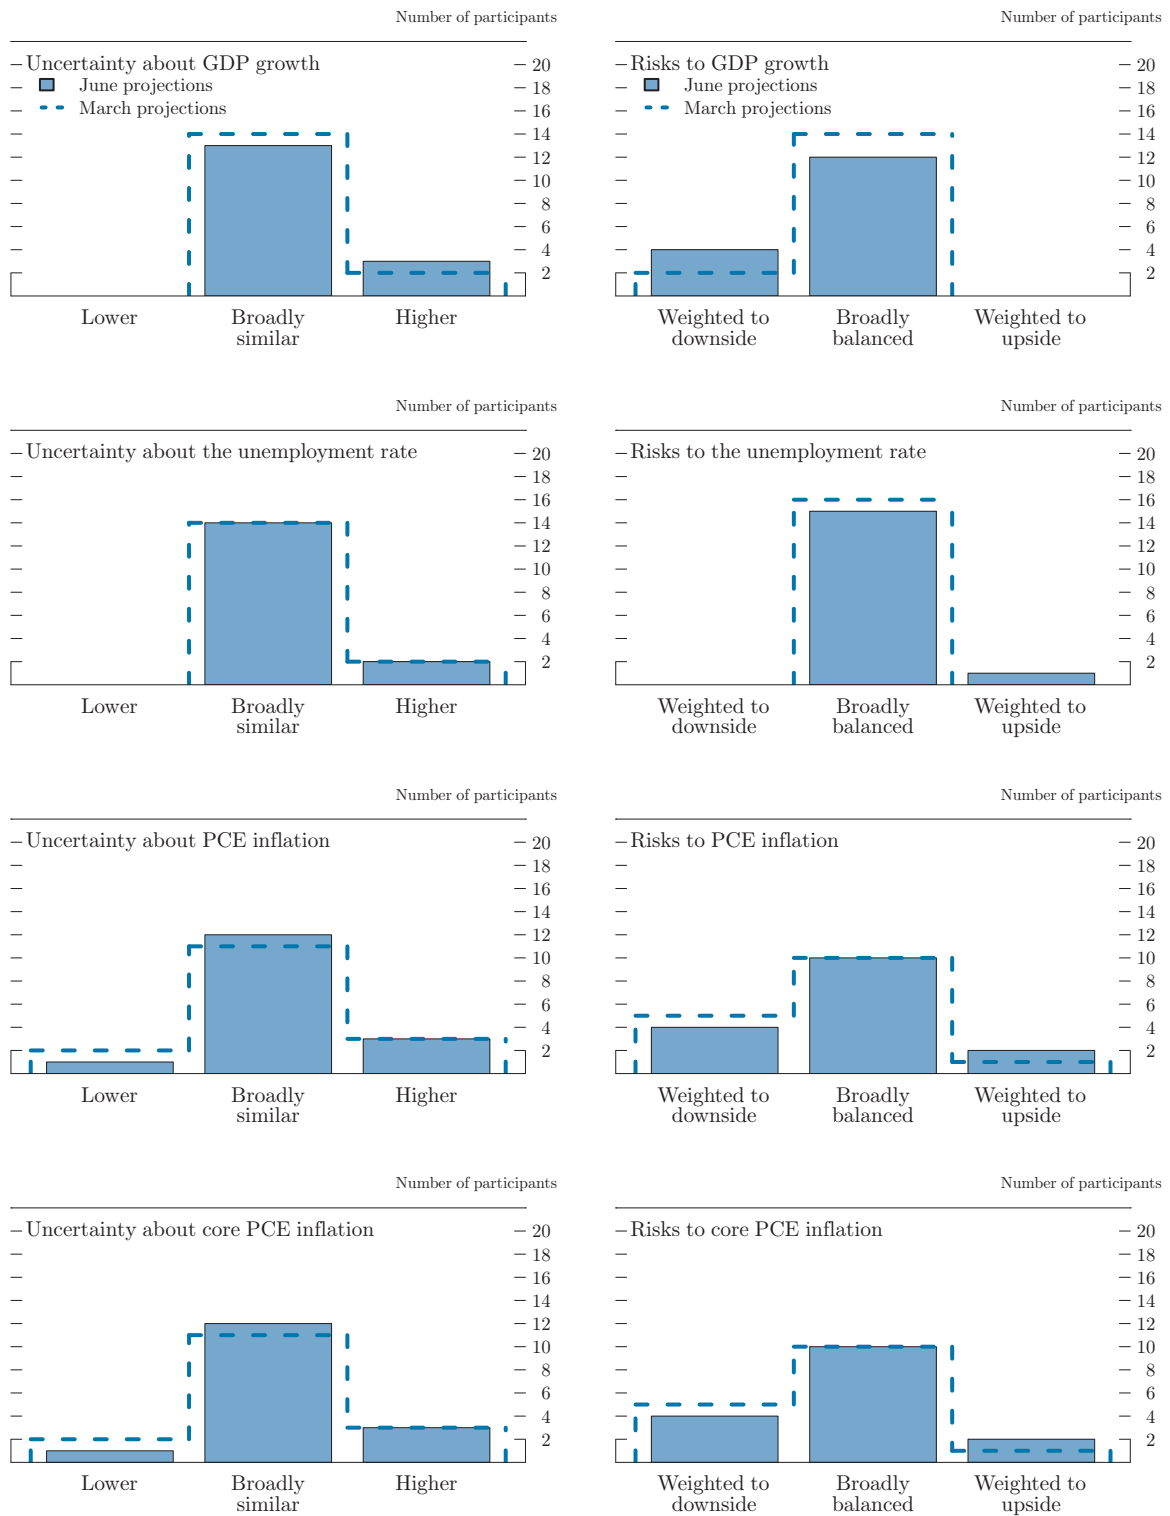 Number of participants
Uncertainty about GDP growth
June projections
March projections
20
18
16
14
12
10
8
6
4
2
Lower
Broadly
similar
Higher
Number of participants
Risks to GDP growth
June projections
March projections
20
18
16
14
12
10
8
6
4
2
Weighted to
downside
Broadly
balanced
Weighted to
upside
Number of participants
Uncertainty about the unemployment rate
20
18
16
14
12
10
8
6
4
2
Lower
Broadly
similar
Higher
Number of participants
Risks to the unemployment rate
20
18
16
14
12
10
8
6
4
2
Weighted to
downside
Broadly
balanced
Weighted to
upside
Number of participants
Uncertainty about PCE inflation
20
18
16
14
12
10
8
6
4
2
Lower
Broadly
similar
Higher
Number of participants
Risks to PCE inflation
20
18
16
14
12
10
8
6
4
2
Weighted to
downside
Broadly
balanced
Weighted to
upside
Number of participants
Uncertainty about core PCE inflation
20
18
16
14
12
10
8
6
4
2
Lower
Broadly
similar
Higher
Number of participants
Risks to core PCE inflation
20
18
16
14
12
10
8
6
4
2
Weighted to
downside
Broadly
balanced
Weighted to
upside